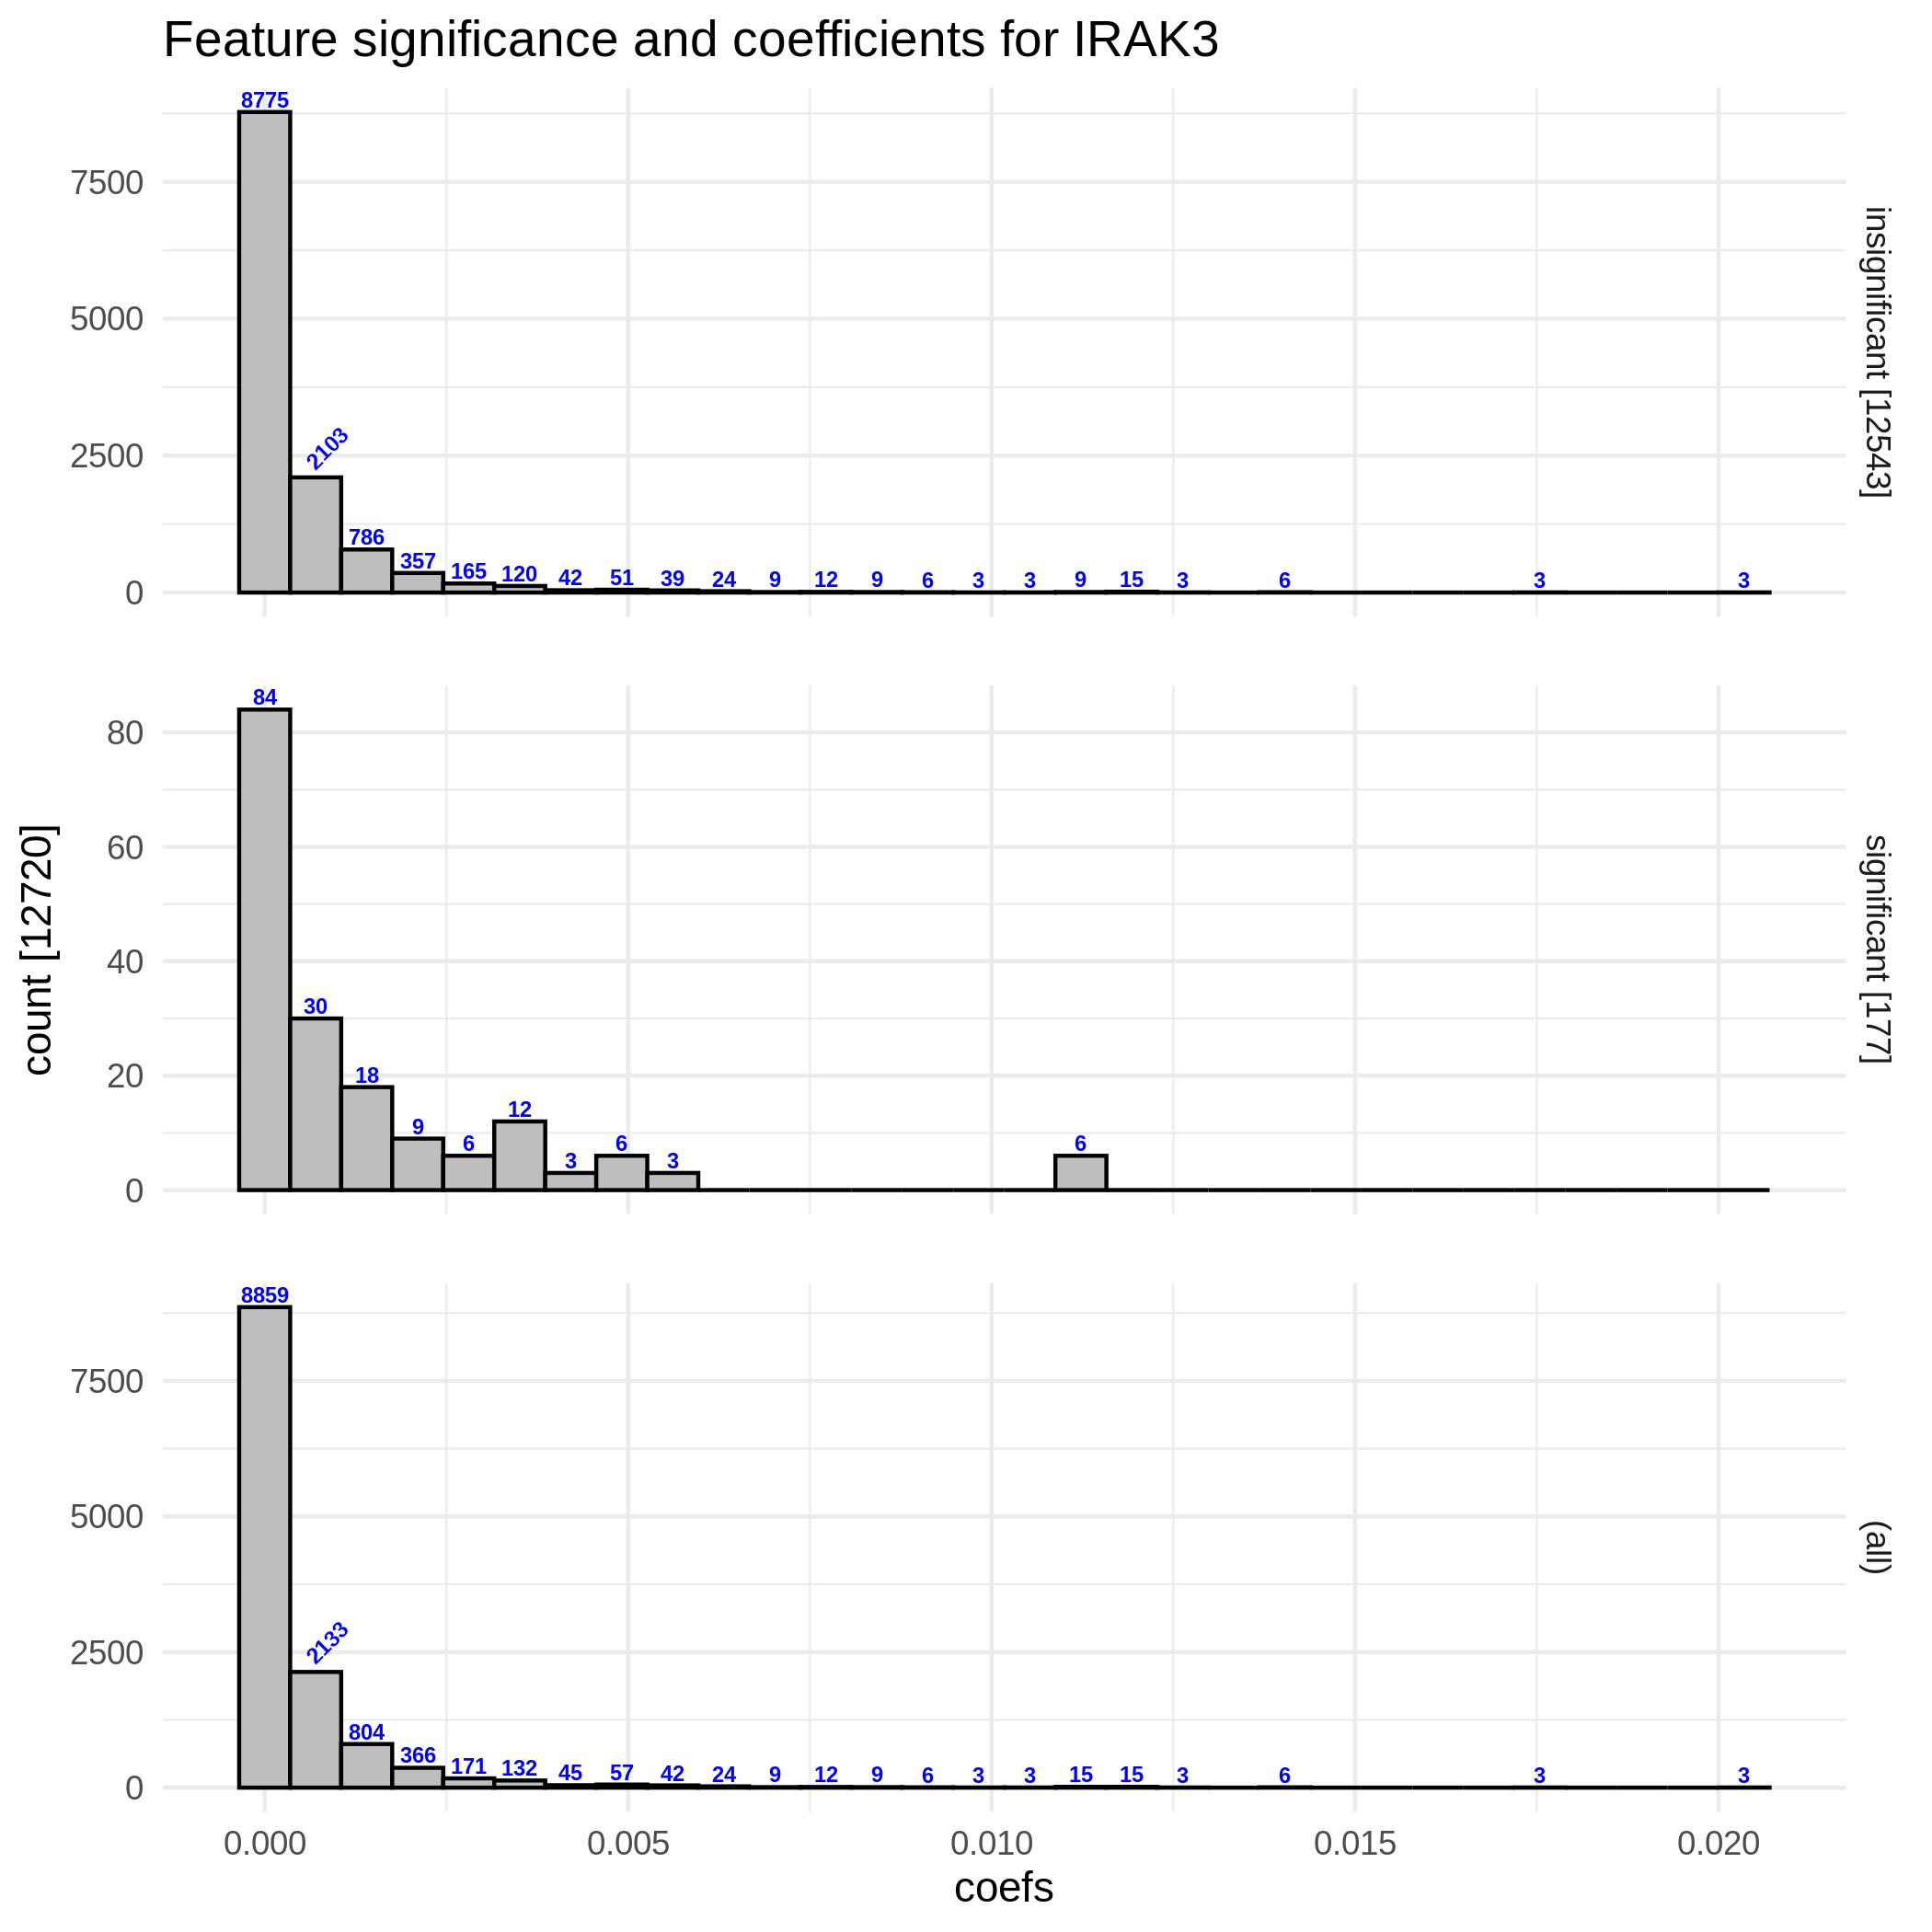 Feature significance and coefficients for IRAK3
8775
2103
786 357 165 120 42 51 39 24 9 12 9 6 3 3 9 15 3 6 3 3
7500
5000
2500
0
insignificant [12543]
84
30
18
9 6 12 3 6 3 6
80
60
40
20
0
significant [177]
count [12720]
8859
2133
804 366 171 132 45 57 42 24 9 12 9 6 3 3 15 15 3 6 3 3
7500
5000
2500
0
(all)
0.000 0.005 0.010 0.015 0.020
coefs